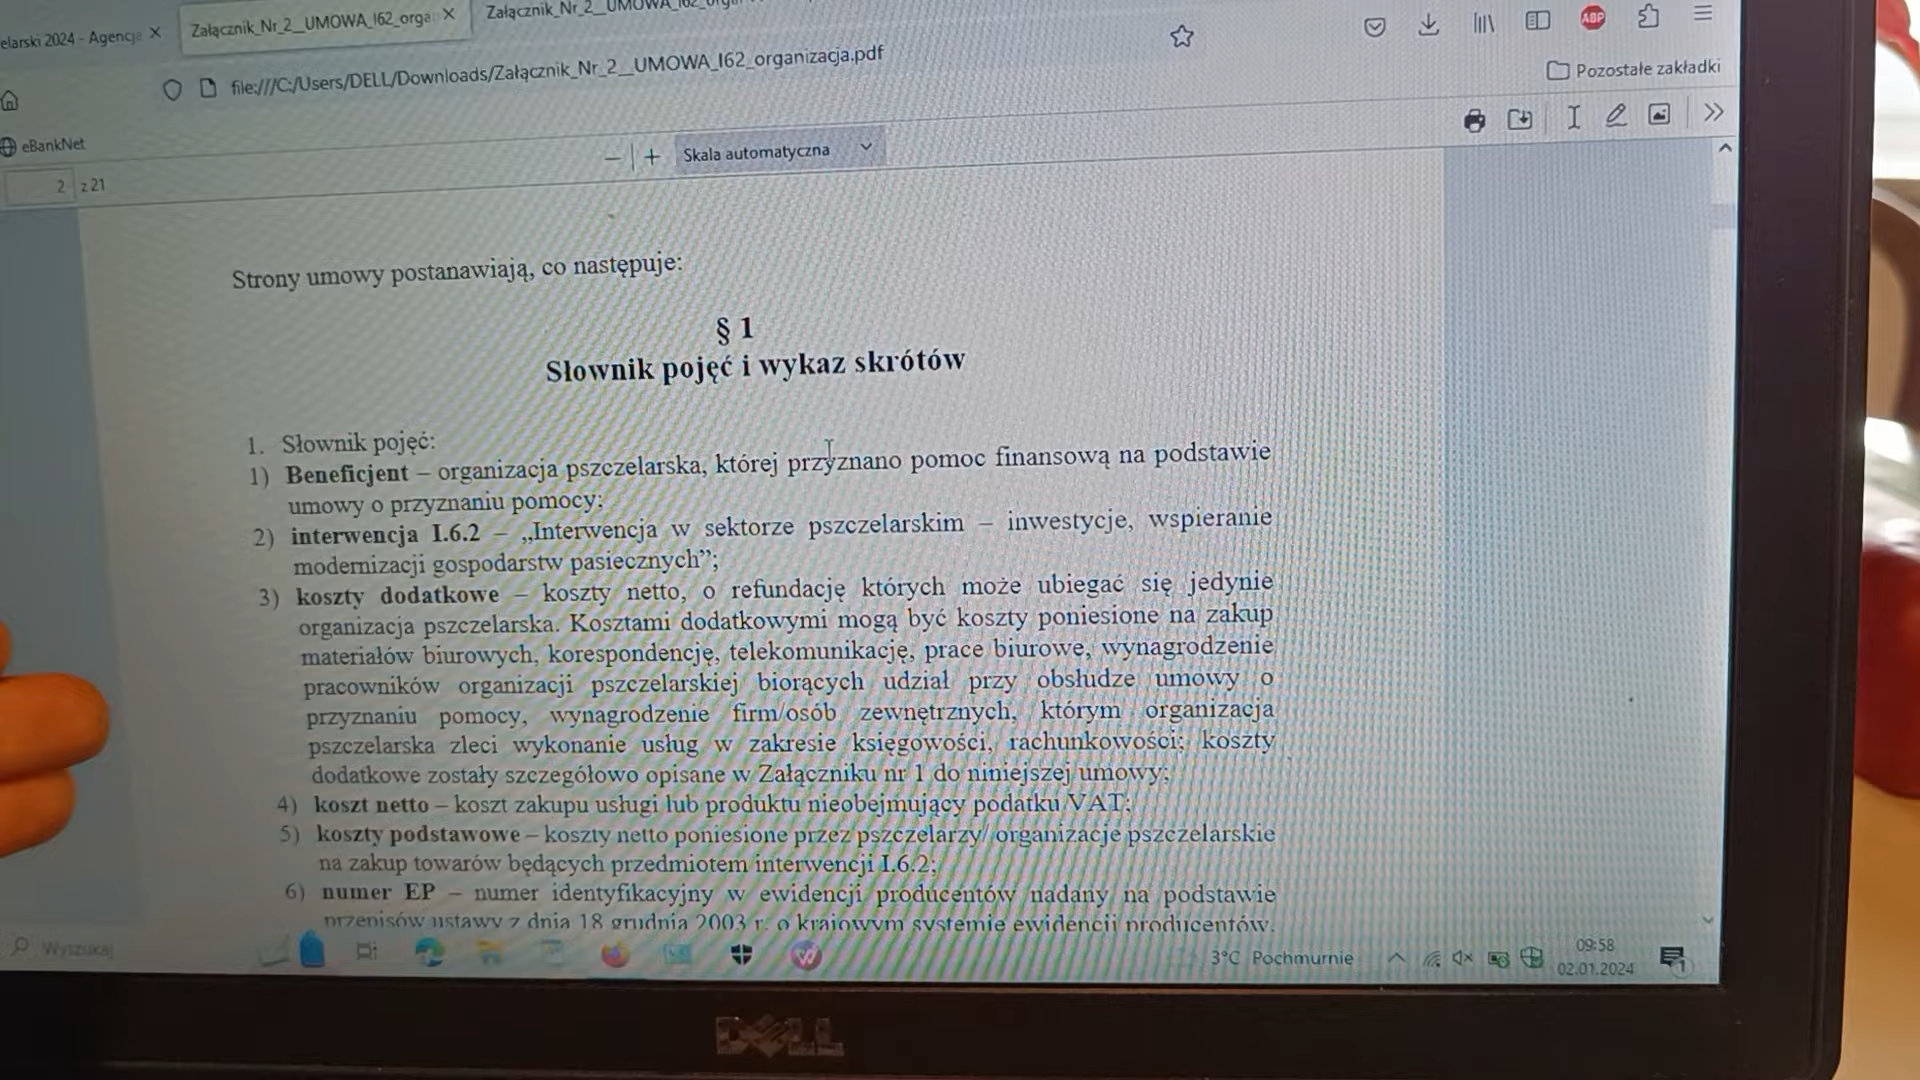 elarski 2024 - Agencje
Załącznik_Nr_2__UMOWA_I62_orga
Załącznik_Nr_2__UMOWA_I62_orga
file:///C:/Users/DELL/Downloads/Załącznik_Nr_2__UMOWA_I62_organizacja.pdf
ABP
Pozostałe zakładki
eBankNet
— + Skala automatyczna
2 z 21
Strony umowy postanawiają, co następuje:
§ 1
Słownik pojęć i wykaz skrótów
1. Słownik pojęć:
1) Beneficjent – organizacja pszczelarska, której przyznano pomoc finansową na podstawie
umowy o przyznaniu pomocy;
2) interwencja I.6.2 – „Interwencja w sektorze pszczelarskim – inwestycje, wspieranie
modernizacji gospodarstw pasiecznych”;
3) koszty dodatkowe – koszty netto, o refundację których może ubiegać się jedynie
organizacja pszczelarska. Kosztami dodatkowymi mogą być koszty poniesione na zakup
materiałów biurowych, korespondencję, telekomunikację, prace biurowe, wynagrodzenie
pracowników organizacji pszczelarskiej biorących udział przy obsłudze umowy o
przyznaniu pomocy, wynagrodzenie firm/osób zewnętrznych, którym organizacja
pszczelarska zleci wykonanie usług w zakresie księgowości, rachunkowości; koszty
dodatkowe zostały szczegółowo opisane w Załączniku nr 1 do niniejszej umowy;
4) koszt netto – koszt zakupu usługi lub produktu nieobejmujący podatku VAT;
5) koszty podstawowe – koszty netto poniesione przez pszczelarzy/ organizacje pszczelarskie
na zakup towarów będących przedmiotem interwencji I.6.2;
6) numer EP – numer identyfikacyjny w ewidencji producentów nadany na podstawie
przepisów ustawy z dnia 18 grudnia 2003 r. o krajowym systemie ewidencji producentów,
Wyszukaj
3°C Pochmurnie
09:58
02.01.2024
1
DELL